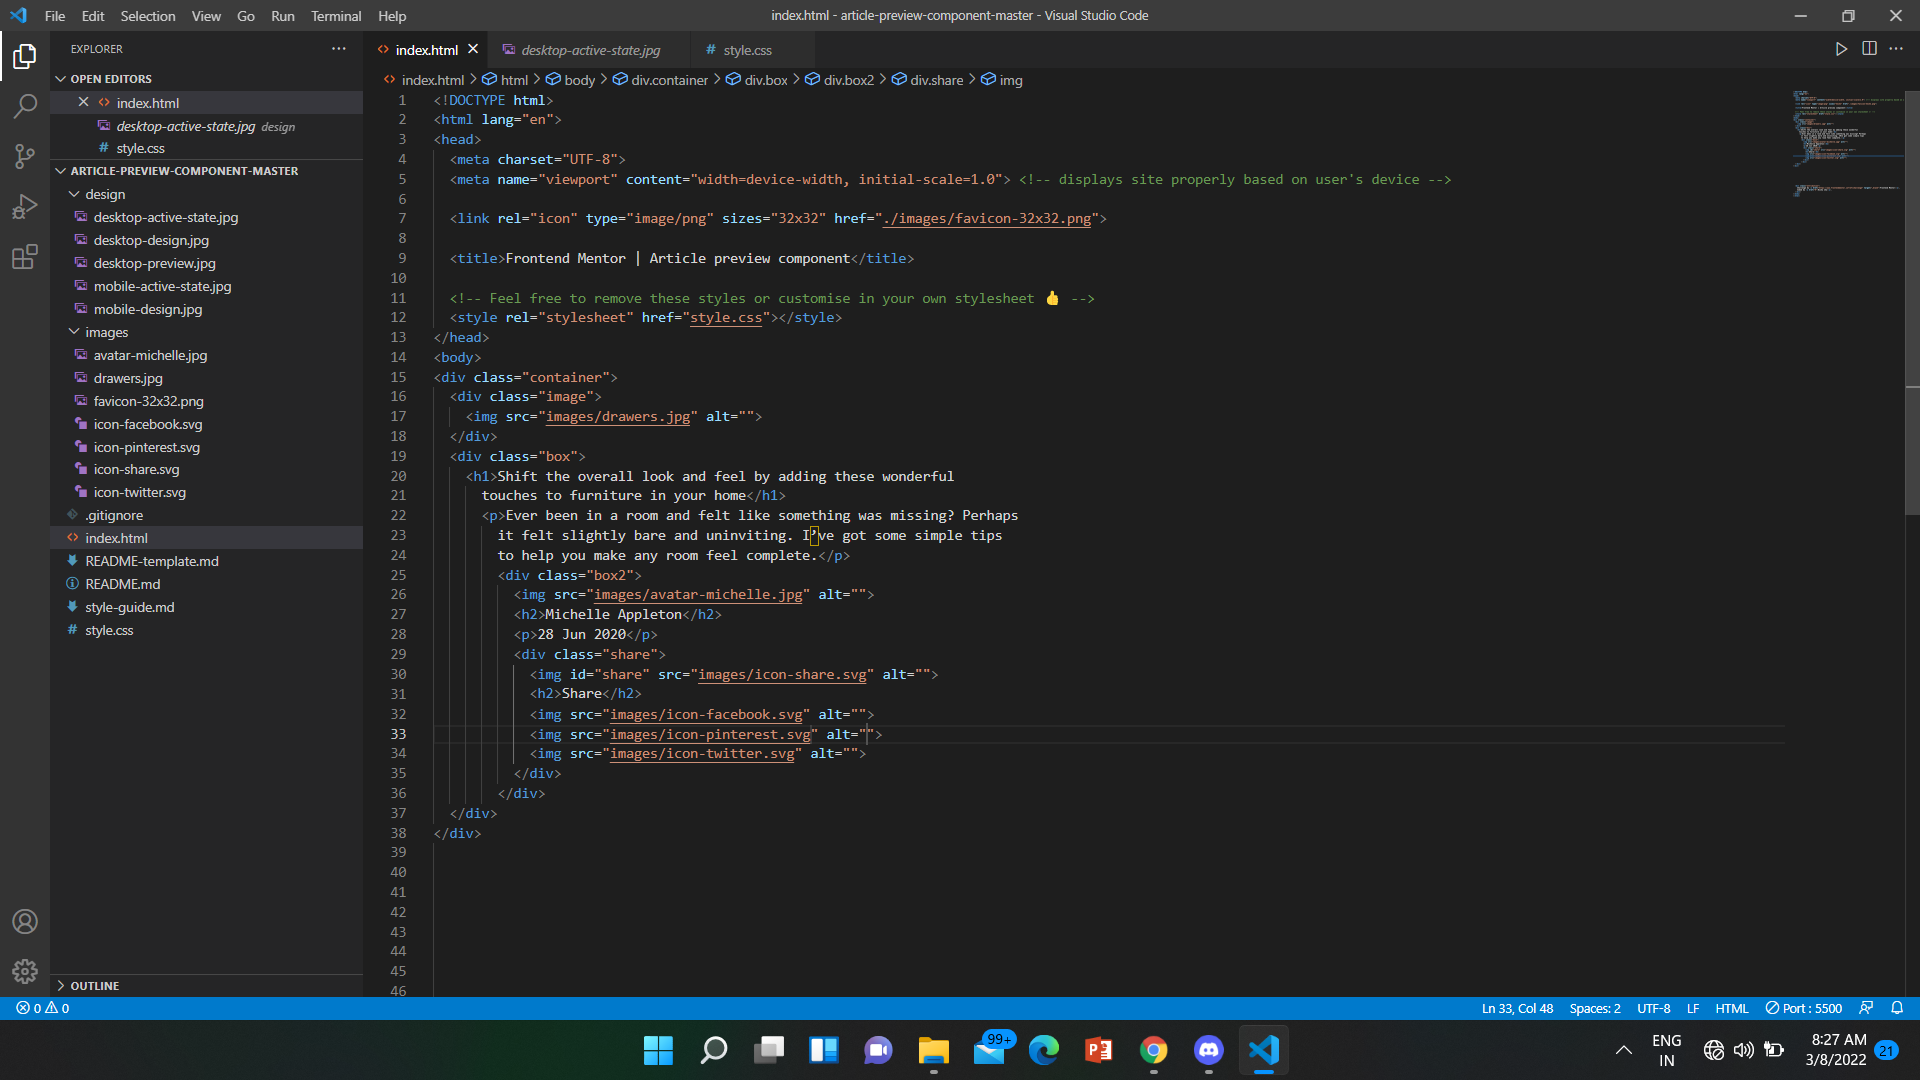 File Edit Selection View Go Run Terminal Help
index.html - article-preview-component-master - Visual Studio Code
EXPLORER
OPEN EDITORS
index.html
desktop-active-state.jpg design
style.css
ARTICLE-PREVIEW-COMPONENT-MASTER
design
desktop-active-state.jpg
desktop-design.jpg
desktop-preview.jpg
mobile-active-state.jpg
mobile-design.jpg
images
avatar-michelle.jpg
drawers.jpg
favicon-32x32.png
icon-facebook.svg
icon-pinterest.svg
icon-share.svg
icon-twitter.svg
.gitignore
index.html
README-template.md
README.md
style-guide.md
style.css
OUTLINE
index.html desktop-active-state.jpg style.css
index.html > html > body > div.container > div.box > div.box2 > div.share > img
1 <!DOCTYPE html>
2 <html lang="en">
3 <head>
4 <meta charset="UTF-8">
5 <meta name="viewport" content="width=device-width, initial-scale=1.0"> <!-- displays site properly based on user's device -->
6
7 <link rel="icon" type="image/png" sizes="32x32" href="./images/favicon-32x32.png">
8
9 <title>Frontend Mentor | Article preview component</title>
10
11 <!-- Feel free to remove these styles or customise in your own stylesheet 👍 -->
12 <style rel="stylesheet" href="style.css"></style>
13 </head>
14 <body>
15 <div class="container">
16 <div class="image">
17 <img src="images/drawers.jpg" alt="">
18 </div>
19 <div class="box">
20 <h1>Shift the overall look and feel by adding these wonderful
21 touches to furniture in your home</h1>
22 <p>Ever been in a room and felt like something was missing? Perhaps
23 it felt slightly bare and uninviting. I’ve got some simple tips
24 to help you make any room feel complete.</p>
25 <div class="box2">
26 <img src="images/avatar-michelle.jpg" alt="">
27 <h2>Michelle Appleton</h2>
28 <p>28 Jun 2020</p>
29 <div class="share">
30 <img id="share" src="images/icon-share.svg" alt="">
31 <h2>Share</h2>
32 <img src="images/icon-facebook.svg" alt="">
33 <img src="images/icon-pinterest.svg" alt="">
34 <img src="images/icon-twitter.svg" alt="">
35 </div>
36 </div>
37 </div>
38 </div>
39
40
41
42
43
44
45
46
0 0
Ln 33, Col 48 Spaces: 2 UTF-8 LF HTML Port : 5500
99+
ENG
IN
8:27 AM
3/8/2022
21